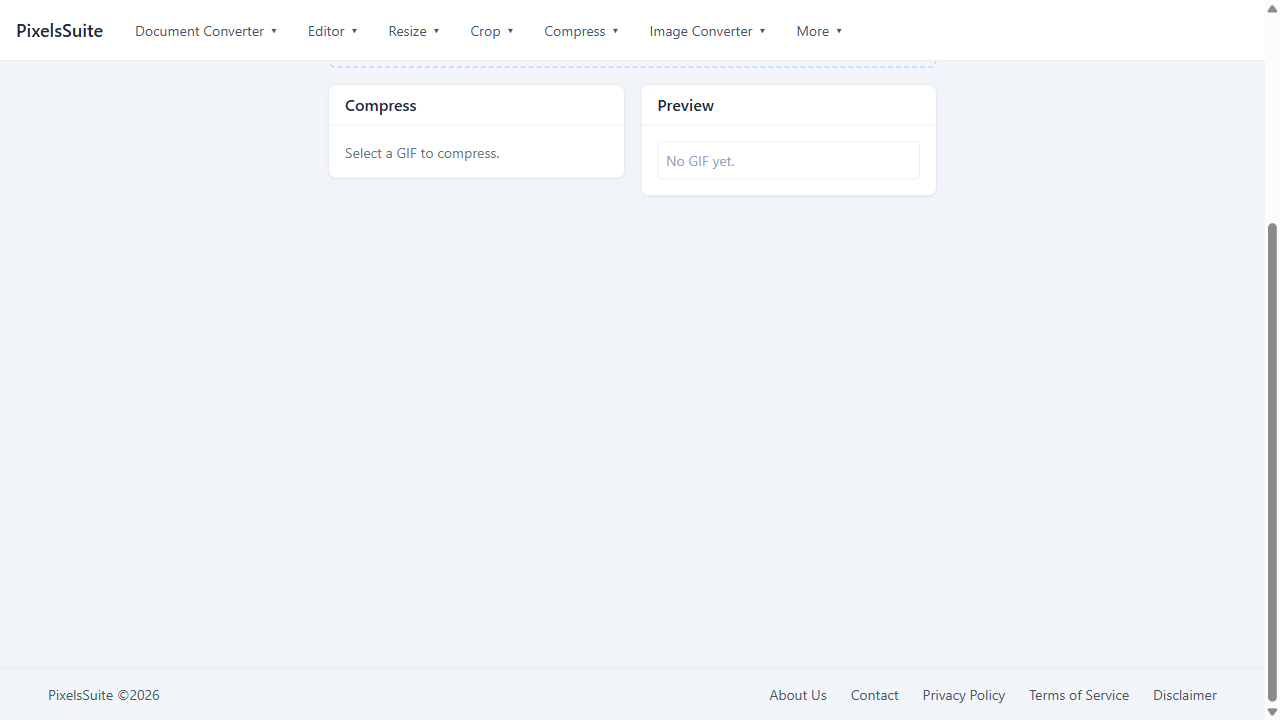 PixelsSuite
Document Converter ▾
Editor ▾
Resize ▾
Crop ▾
Compress ▾
Image Converter ▾
More ▾
Compress
Select a GIF to compress.
Preview
No GIF yet.
PixelsSuite ©2026
About Us
Contact
Privacy Policy
Terms of Service
Disclaimer